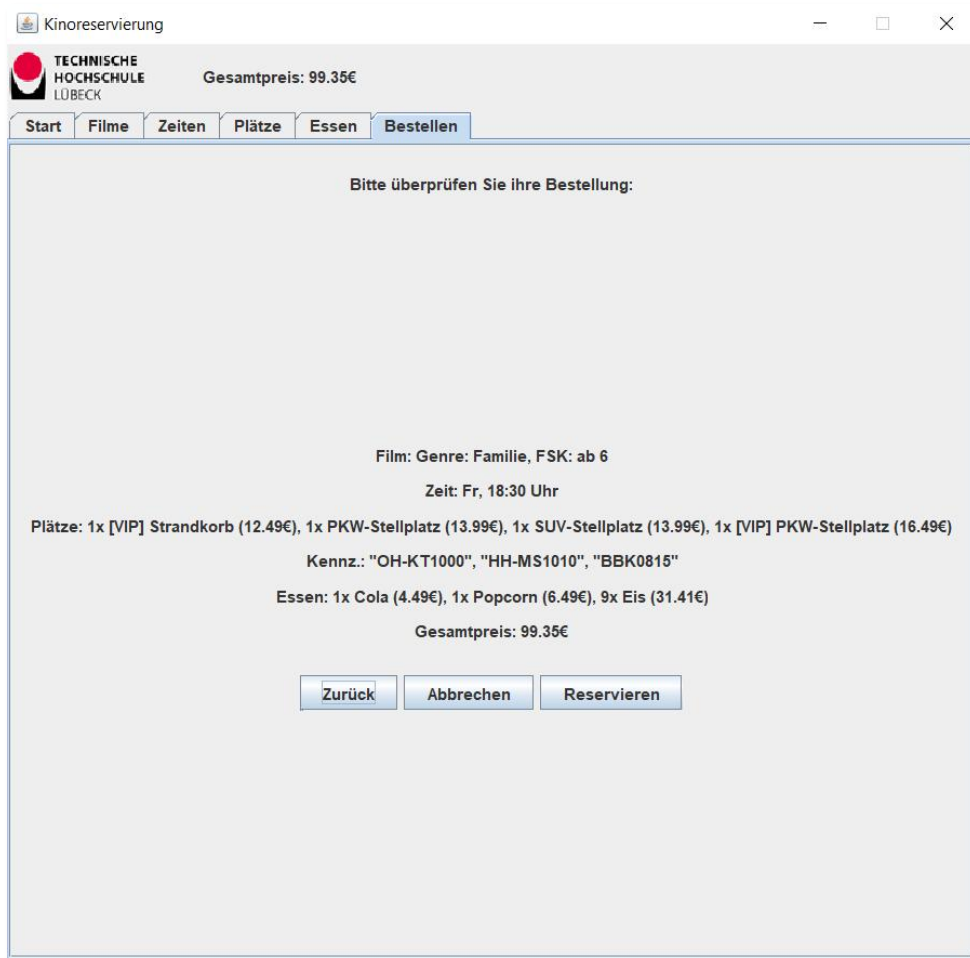 Kinoreservierung
TECHNISCHE
HOCHSCHULE
LÜBECK
Gesamtpreis: 99.35€
Start Filme Zeiten Plätze Essen Bestellen
Bitte überprüfen Sie ihre Bestellung:
Film: Genre: Familie, FSK: ab 6
Zeit: Fr, 18:30 Uhr
Plätze: 1x [VIP] Strandkorb (12.49€), 1x PKW-Stellplatz (13.99€), 1x SUV-Stellplatz (13.99€), 1x [VIP] PKW-Stellplatz (16.49€)
Kennz.: "OH-KT1000", "HH-MS1010", "BBK0815"
Essen: 1x Cola (4.49€), 1x Popcorn (6.49€), 9x Eis (31.41€)
Gesamtpreis: 99.35€
Zurück Abbrechen Reservieren